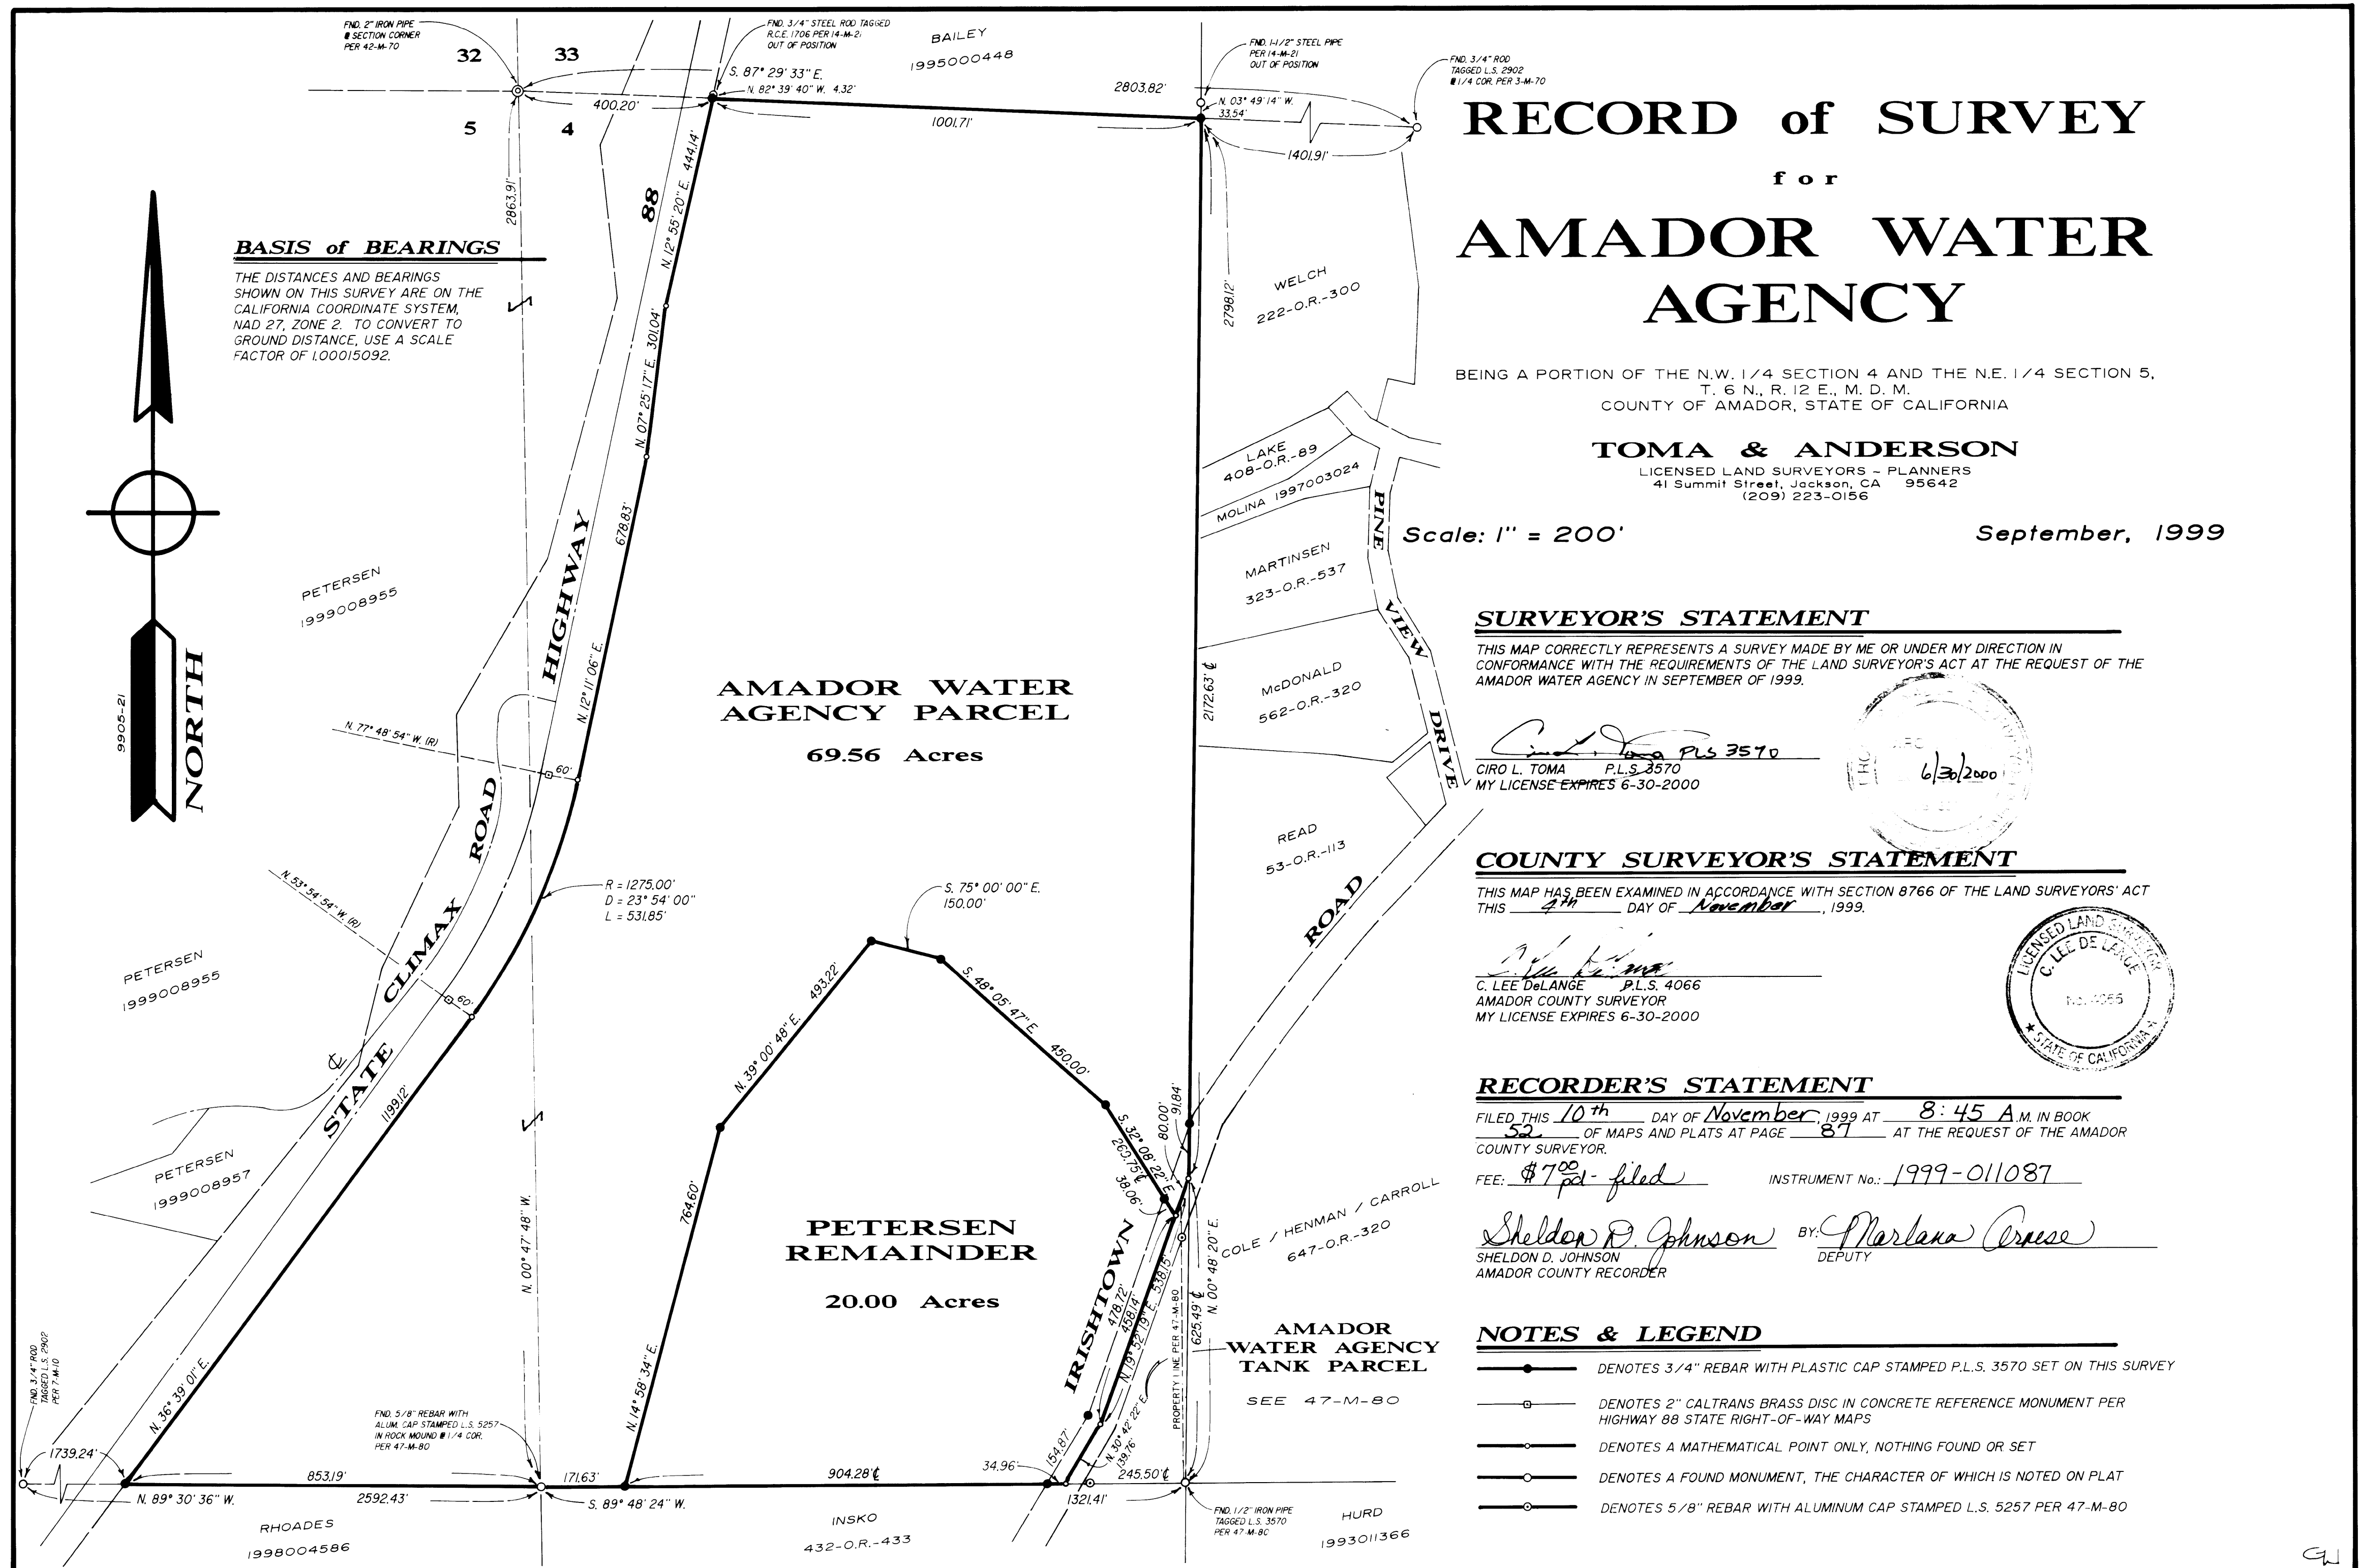 FND. 2" IRON PIPE
@ SECTION CORNER
PER 42-M-70
32
33
5
4
FND. 3/4" STEEL ROD TAGGED
R.C.E. 1706 PER 14-M-21
OUT OF POSITION
BAILEY
1995000448
FND. 1-1/2" STEEL PIPE
PER 14-M-21
OUT OF POSITION
FND. 3/4" ROD
TAGGED L.S. 2902
@ 1/4 COR. PER 3-M-70
S. 87° 29' 33" E.
N. 82° 39' 40" W. 4.32'
2803.82'
400.20'
1001.71'
N. 03° 49' 14" W.
33.54'
1401.91'
RECORD of SURVEY
for
AMADOR WATER
AGENCY
BEING A PORTION OF THE N.W. 1/4 SECTION 4 AND THE N.E. 1/4 SECTION 5,
T. 6 N., R. 12 E., M. D. M.
COUNTY OF AMADOR, STATE OF CALIFORNIA
TOMA & ANDERSON
LICENSED LAND SURVEYORS - PLANNERS
41 Summit Street, Jackson, CA 95642
(209) 223-0156
Scale: 1" = 200'
September, 1999
BASIS of BEARINGS
THE DISTANCES AND BEARINGS
SHOWN ON THIS SURVEY ARE ON THE
CALIFORNIA COORDINATE SYSTEM,
NAD 27, ZONE 2. TO CONVERT TO
GROUND DISTANCE, USE A SCALE
FACTOR OF 1.00015092.
2863.91'
88
N. 12° 55' 20" E. 444.14'
N. 07° 25' 17" E. 301.04'
678.83'
N. 12° 11' 06" E.
HIGHWAY
2798.12'
WELCH
222-O.R.-300
LAKE
408-O.R.-89
MOLINA 1997003024
MARTINSEN
323-O.R.-537
McDONALD
562-O.R.-320
READ
53-O.R.-113
PINE
VIEW
DRIVE
2172.63' ℄
PETERSEN
1999008955
NORTH
9905-21
N. 77° 48' 54" W. (R)
60'
AMADOR WATER
AGENCY PARCEL
69.56 Acres
ROAD
CLIMAX
STATE
N. 53° 54' 54" W. (R)
60'
R = 1275.00'
D = 23° 54' 00"
L = 531.85'
S. 75° 00' 00" E.
150.00'
PETERSEN
1999008955
℄
1199.12'
N. 36° 39' 01" E.
N. 39° 00' 48" E. 493.22'
S. 48° 05' 47" E. 450.00'
S. 32° 08' 22" E.
260.75' ℄
38.06'
80.00'
91.84'
ROAD
IRISHTOWN
PETERSEN
1999008957
N. 00° 47' 48" W.
764.60'
N. 14° 58' 34" E.
PETERSEN
REMAINDER
20.00 Acres
478.72'
458.14'
N. 19° 52' 19" E. 538.15'
PROPERTY LINE PER 47-M-80
625.49' ℄
N. 00° 48' 20" E.
COLE / HENMAN / CARROLL
647-O.R.-320
AMADOR
WATER AGENCY
TANK PARCEL
SEE 47-M-80
FND. 3/4" ROD
TAGGED L.S. 2902
PER 7-M-10
1739.24'
FND. 5/8" REBAR WITH
ALUM. CAP STAMPED L.S. 5257
IN ROCK MOUND @ 1/4 COR.
PER 47-M-80
853.19'
N. 89° 30' 36" W.
2592.43'
171.63'
S. 89° 48' 24" W.
904.28' ℄
34.96'
154.87'
N. 30° 42' 22" E.
139.76'
245.50' ℄
1321.41'
FND. 1/2" IRON PIPE
TAGGED L.S. 3570
PER 47-M-80
RHOADES
1998004586
INSKO
432-O.R.-433
HURD
1993011366
SURVEYOR'S STATEMENT
THIS MAP CORRECTLY REPRESENTS A SURVEY MADE BY ME OR UNDER MY DIRECTION IN
CONFORMANCE WITH THE REQUIREMENTS OF THE LAND SURVEYOR'S ACT AT THE REQUEST OF THE
AMADOR WATER AGENCY IN SEPTEMBER OF 1999.
PLS 3570
CIRO L. TOMA P.L.S. 3570
MY LICENSE EXPIRES 6-30-2000
6/30/2000
COUNTY SURVEYOR'S STATEMENT
THIS MAP HAS BEEN EXAMINED IN ACCORDANCE WITH SECTION 8766 OF THE LAND SURVEYORS' ACT
THIS 4th DAY OF November, 1999.
C. LEE DeLANGE P.L.S. 4066
AMADOR COUNTY SURVEYOR
MY LICENSE EXPIRES 6-30-2000
LICENSED LAND SURVEYOR
C. LEE DE LANGE
No. 4066
STATE OF CALIFORNIA
RECORDER'S STATEMENT
FILED THIS 10th DAY OF November, 1999 AT 8:45 A.M. IN BOOK
52 OF MAPS AND PLATS AT PAGE 87 AT THE REQUEST OF THE AMADOR
COUNTY SURVEYOR.
FEE: $7 00 pd - filed INSTRUMENT No.: 1999-011087
Sheldon D. Johnson BY: Marlana Arnese
SHELDON D. JOHNSON DEPUTY
AMADOR COUNTY RECORDER
NOTES & LEGEND
DENOTES 3/4" REBAR WITH PLASTIC CAP STAMPED P.L.S. 3570 SET ON THIS SURVEY
DENOTES 2" CALTRANS BRASS DISC IN CONCRETE REFERENCE MONUMENT PER
HIGHWAY 88 STATE RIGHT-OF-WAY MAPS
DENOTES A MATHEMATICAL POINT ONLY, NOTHING FOUND OR SET
DENOTES A FOUND MONUMENT, THE CHARACTER OF WHICH IS NOTED ON PLAT
DENOTES 5/8" REBAR WITH ALUMINUM CAP STAMPED L.S. 5257 PER 47-M-80